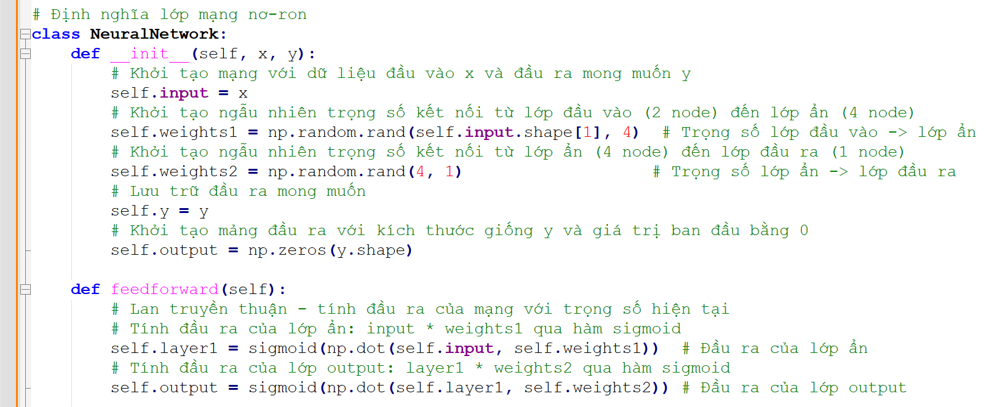 # Định nghĩa lớp mạng nơ-ron
class NeuralNetwork:
    def __init__(self, x, y):
        # Khởi tạo mạng với dữ liệu đầu vào x và đầu ra mong muốn y
        self.input = x
        # Khởi tạo ngẫu nhiên trọng số kết nối từ lớp đầu vào (2 node) đến lớp ẩn (4 node)
        self.weights1 = np.random.rand(self.input.shape[1], 4)  # Trọng số lớp đầu vào -> lớp ẩn
        # Khởi tạo ngẫu nhiên trọng số kết nối từ lớp ẩn (4 node) đến lớp đầu ra (1 node)
        self.weights2 = np.random.rand(4, 1)                   # Trọng số lớp ẩn -> lớp đầu ra
        # Lưu trữ đầu ra mong muốn
        self.y = y
        # Khởi tạo mảng đầu ra với kích thước giống y và giá trị ban đầu bằng 0
        self.output = np.zeros(y.shape)

    def feedforward(self):
        # Lan truyền thuận - tính đầu ra của mạng với trọng số hiện tại
        # Tính đầu ra của lớp ẩn: input * weights1 qua hàm sigmoid
        self.layer1 = sigmoid(np.dot(self.input, self.weights1))  # Đầu ra của lớp ẩn
        # Tính đầu ra của lớp output: layer1 * weights2 qua hàm sigmoid
        self.output = sigmoid(np.dot(self.layer1, self.weights2)) # Đầu ra của lớp output